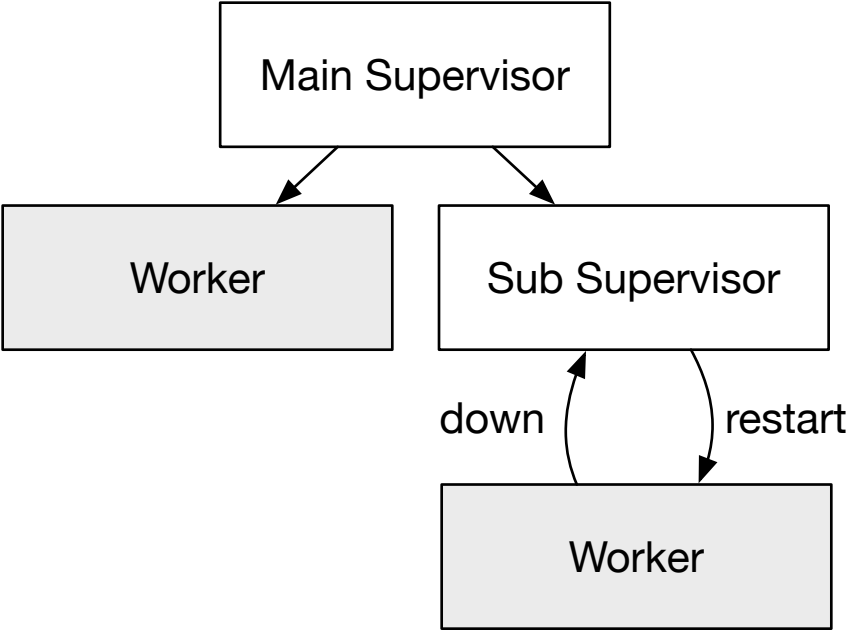 Main Supervisor
Worker
Sub Supervisor
down
restart
Worker